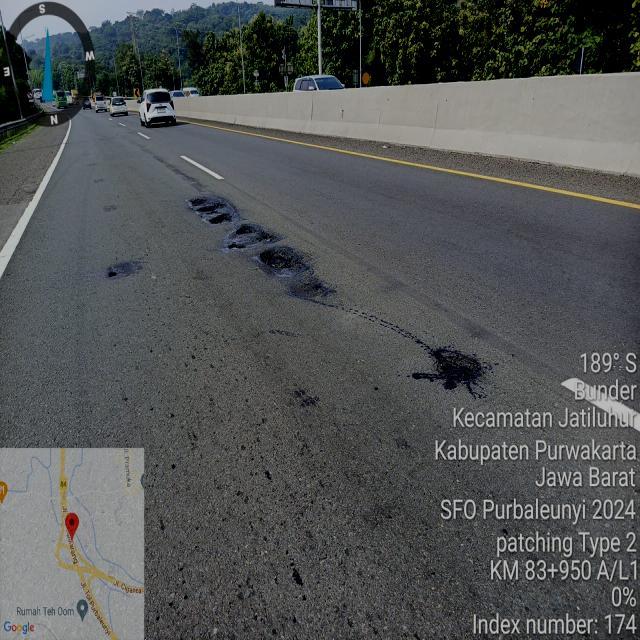 S
E
W
N
189° S
Bunder
Kecamatan Jatiluhur
Kabupaten Purwakarta
Jawa Barat
SFO Purbaleunyi 2024
patching Type 2
KM 83+950 A/L1
0%
Index number: 174
Rumah Teh Oom
Google